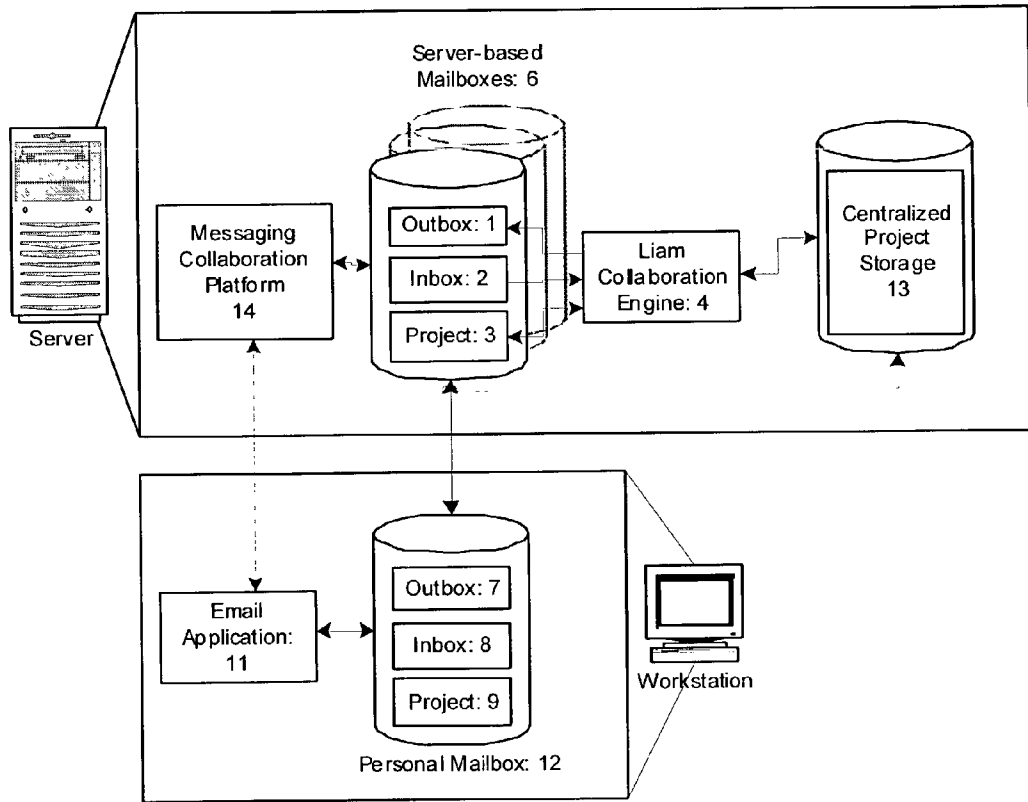 Server-based
Mailboxes: 6
Messaging
Collaboration
Platform
14
Outbox: 1
Inbox: 2
Project: 3
Liam
Collaboration
Engine: 4
Centralized
Project
Storage
13
Server
Email
Application:
11
Outbox: 7
Inbox: 8
Project: 9
Personal Mailbox: 12
Workstation